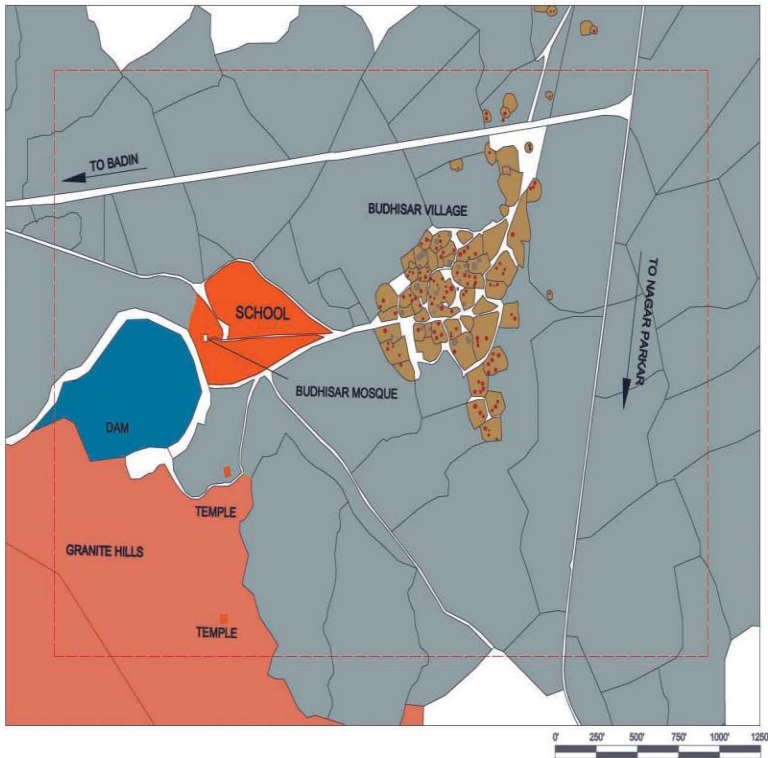 TO BADIN
BUDHISAR VILLAGE
TO NAGAR PARKAR
SCHOOL
BUDHISAR MOSQUE
DAM
TEMPLE
GRANITE HILLS
TEMPLE
0' 250' 500' 750' 1000' 1250'